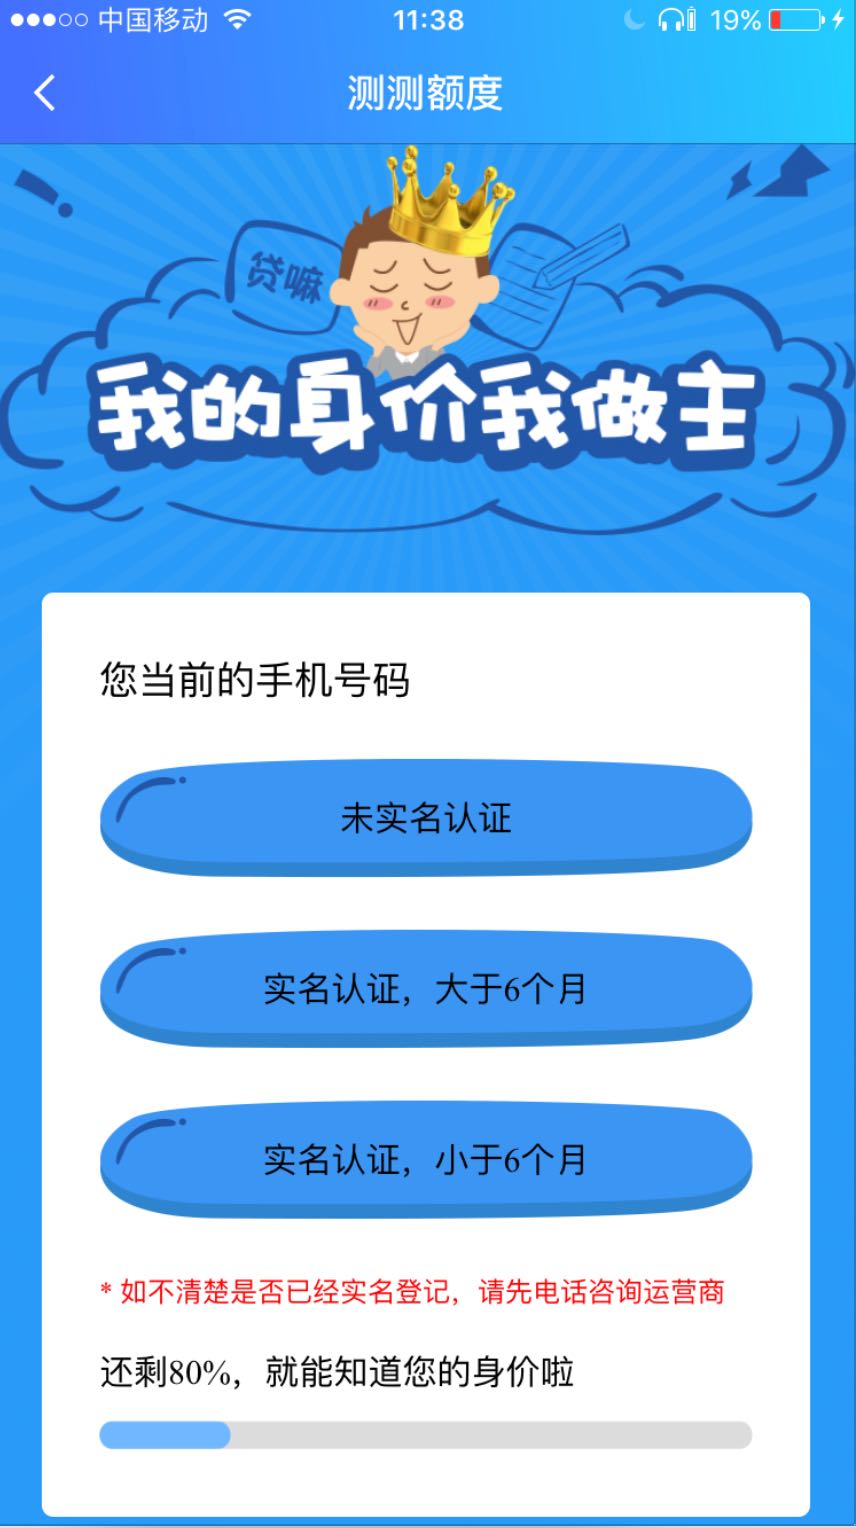 中国移动
11:38
19%
测测额度
贷嘛
我的身价我做主
您当前的手机号码
未实名认证
实名认证，大于6个月
实名认证，小于6个月
* 如不清楚是否已经实名登记，请先电话咨询运营商
还剩80%，就能知道您的身价啦